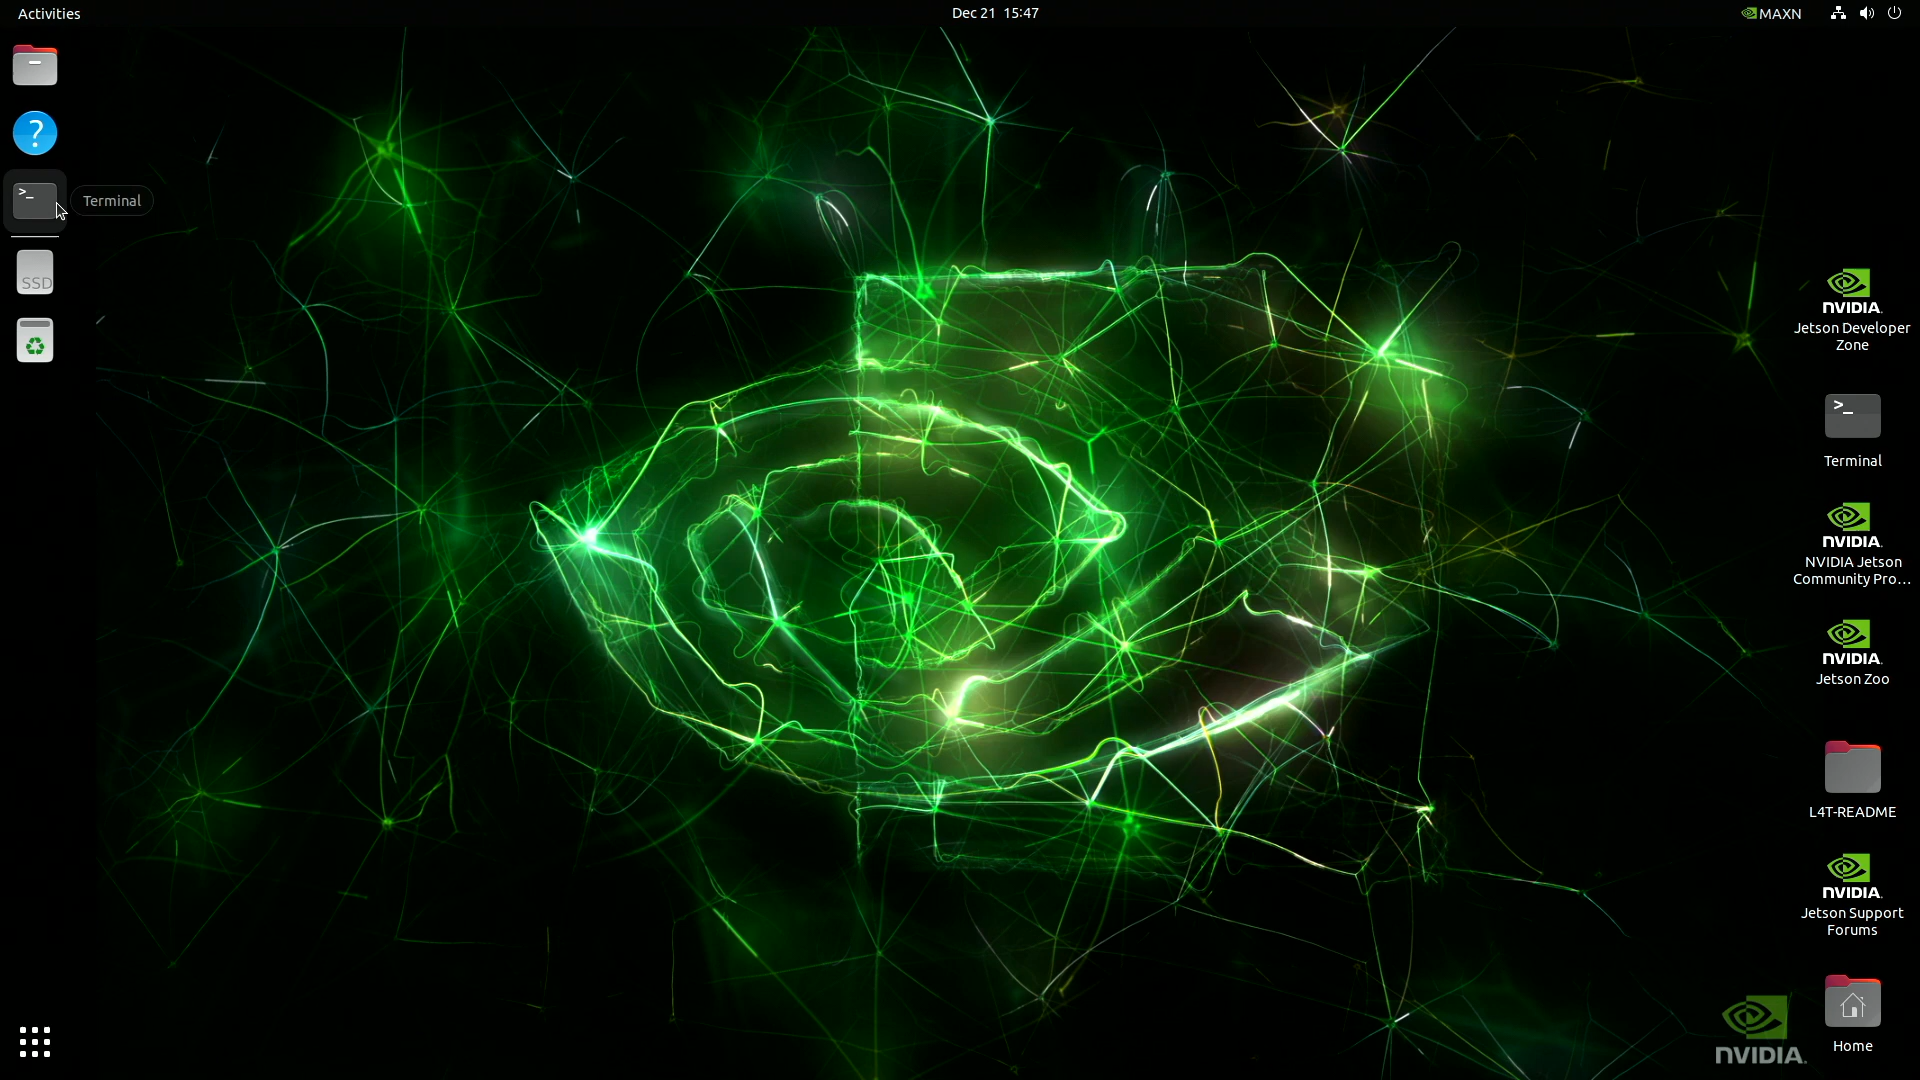 Activities
Dec 21 15:47
MAXN
?
>_
Terminal
SSD
NVIDIA.
Jetson Developer
Zone
>_
Terminal
NVIDIA.
NVIDIA Jetson
Community Pro...
NVIDIA.
Jetson Zoo
L4T-README
NVIDIA.
Jetson Support
Forums
Home
NVIDIA.